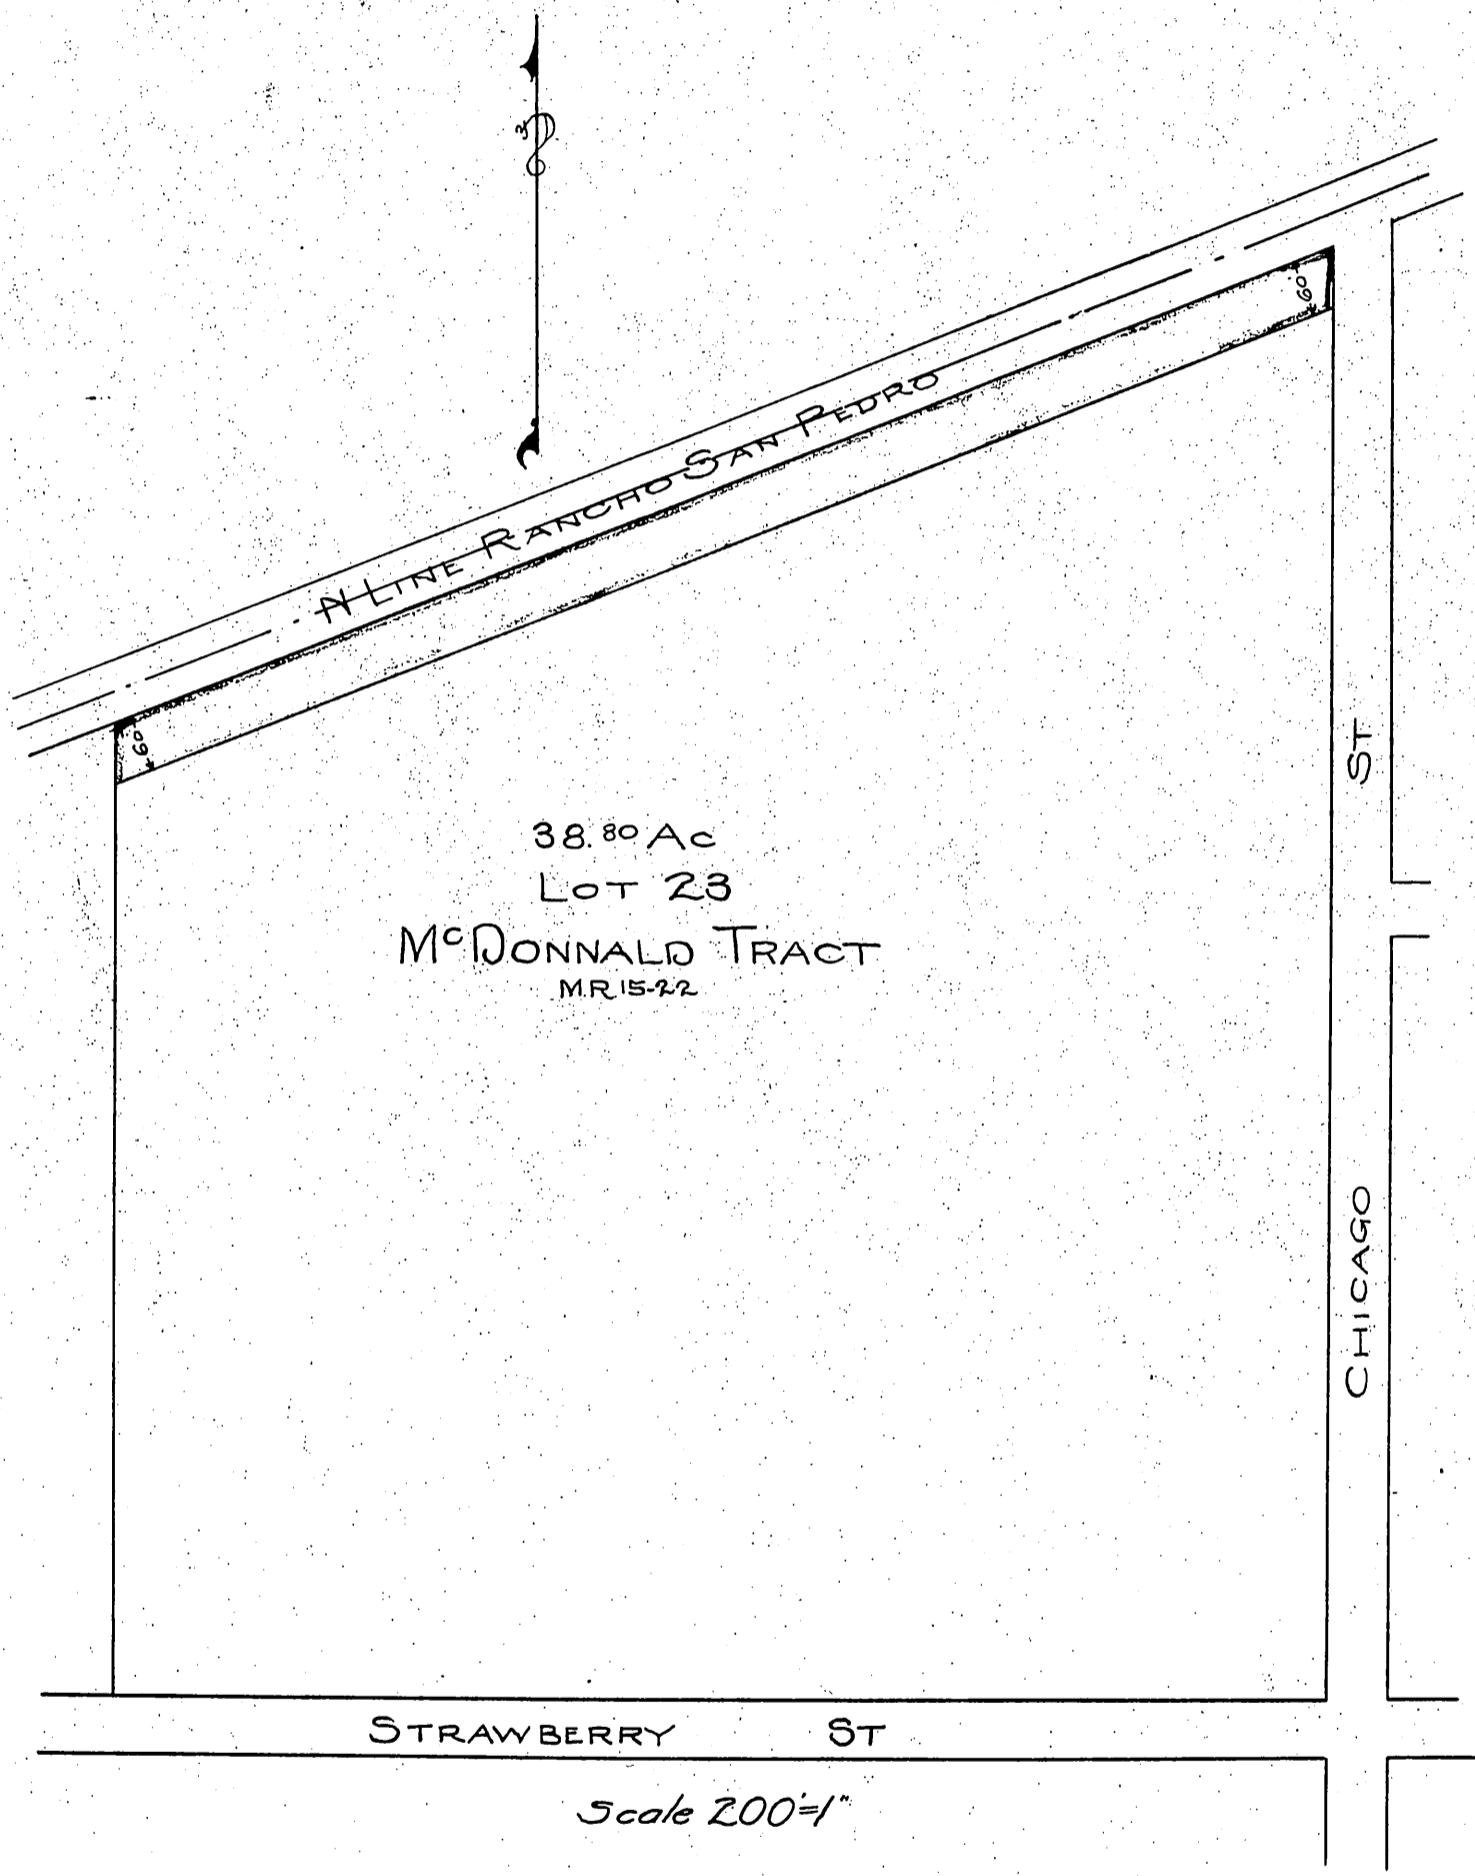 N LINE RANCHO SAN PEDRO
60'
60'
38.80 Ac
LOT 23
McDONNALD TRACT
M.R. 15-22
CHICAGO ST
STRAWBERRY ST
Scale 200'=1"